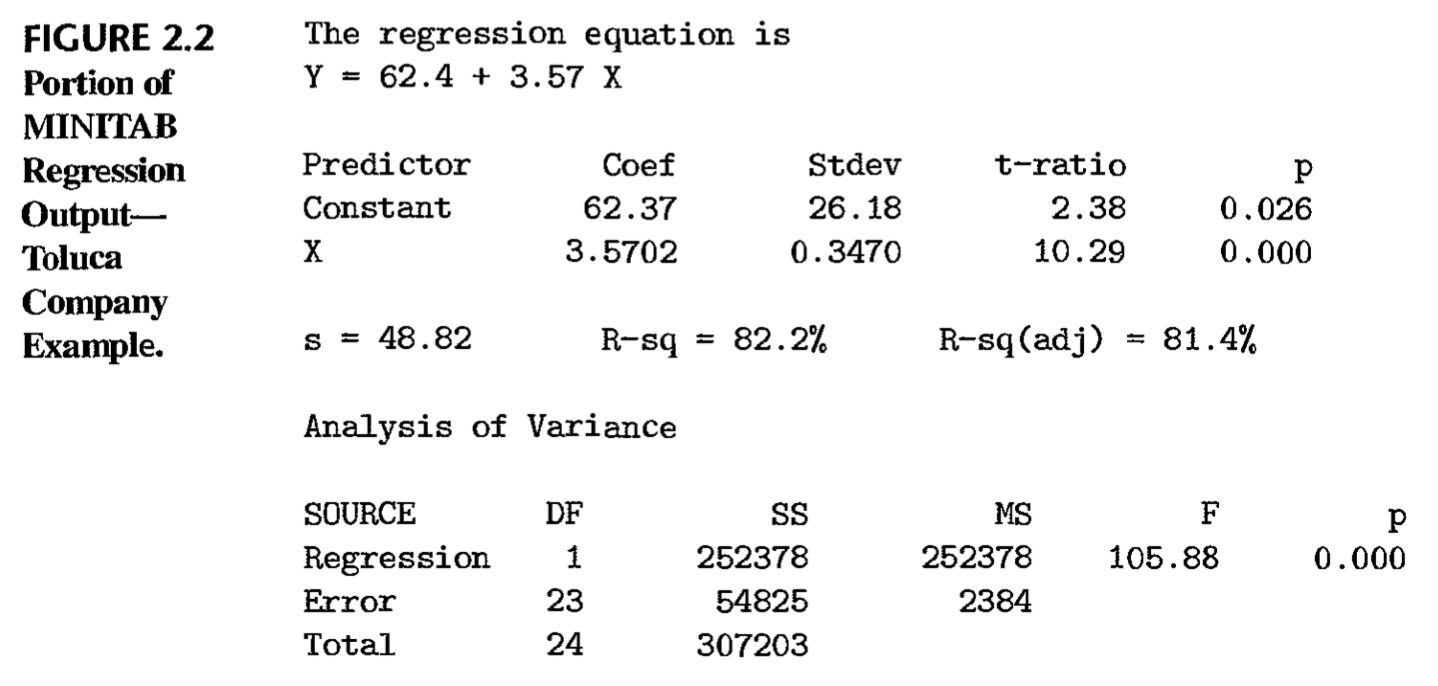 FIGURE 2.2
Portion of
MINITAB
Regression
Output—
Toluca
Company
Example.
The regression equation is
Y = 62.4 + 3.57 X
Predictor Coef Stdev t-ratio p
Constant 62.37 26.18 2.38 0.026
X 3.5702 0.3470 10.29 0.000
s = 48.82 R-sq = 82.2% R-sq(adj) = 81.4%
Analysis of Variance
SOURCE DF SS MS F p
Regression 1 252378 252378 105.88 0.000
Error 23 54825 2384
Total 24 307203